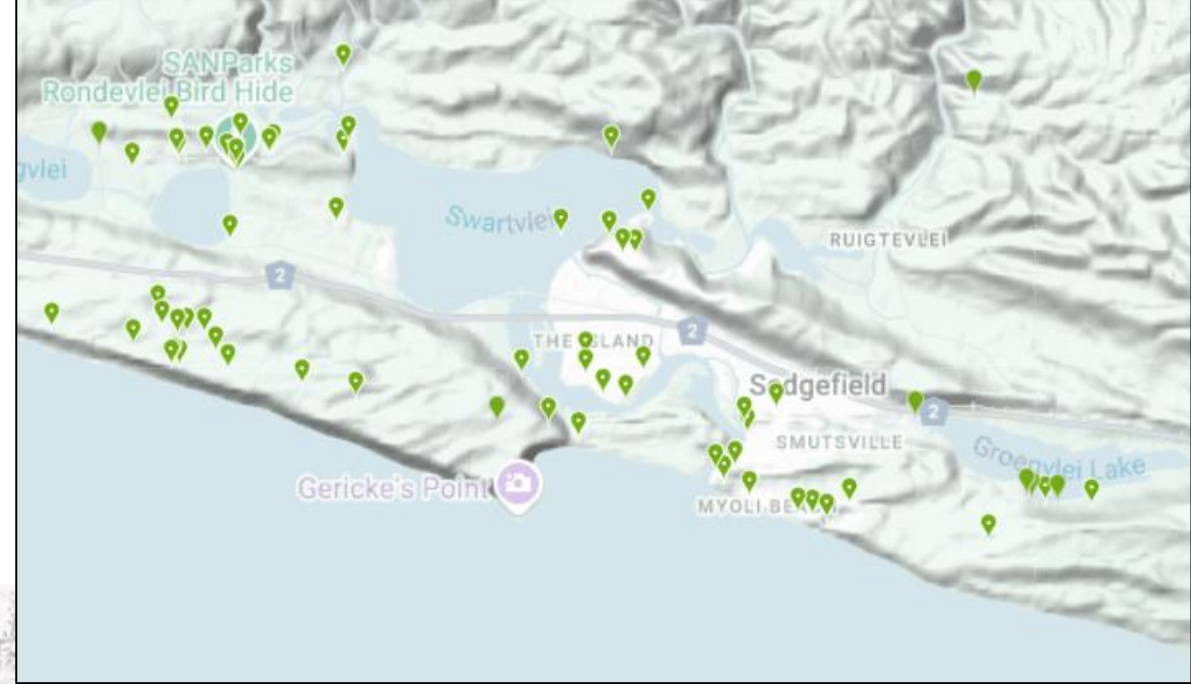 SANParks
Rondevlei Bird Hide
gvlei
Swartvlei
RUIGTEVLEI
2
THE ISLAND
2
Sedgefield
2
SMUTSVILLE
Groenvlei Lake
Gericke's Point
MYOLI BEACH